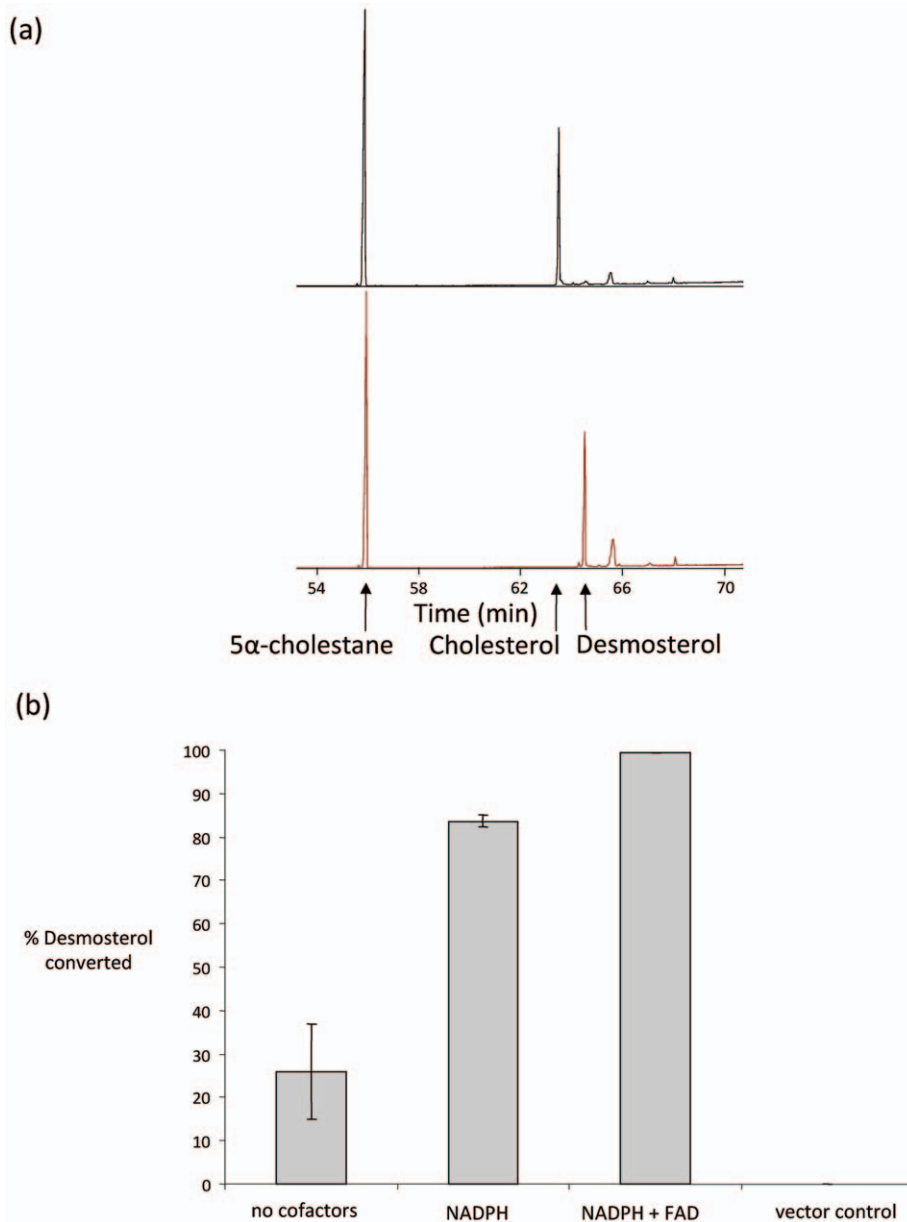 (a)
54 58 62 66 70
Time (min)
5α-cholestane Cholesterol Desmosterol
(b)
100
90
80
70
60
% Desmosterol
converted
50
40
30
20
10
0
no cofactors NADPH NADPH + FAD vector control